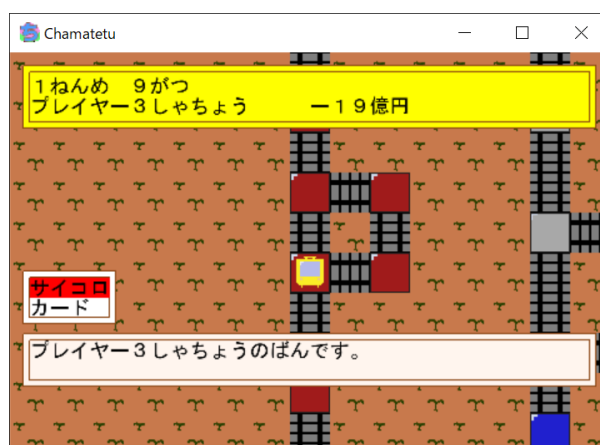 Chamatetu
１ねんめ　９がつ
プレイヤー３しゃちょう　　　ー１９億円
サイコロ
カード
プレイヤー３しゃちょうのばんです。